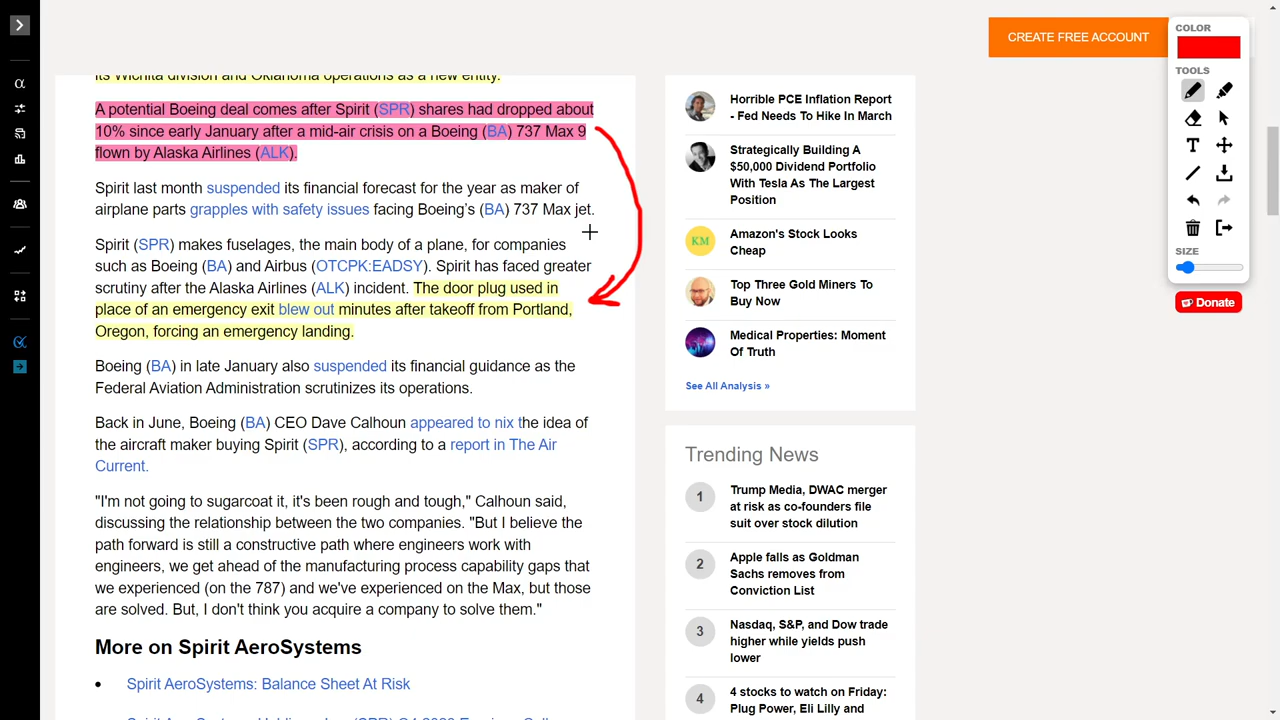 CREATE FREE ACCOUNT
COLOR
TOOLS
T
SIZE
Donate
α
its Wichita division and Oklahoma operations as a new entity.
A potential Boeing deal comes after Spirit (SPR) shares had dropped about
10% since early January after a mid-air crisis on a Boeing (BA) 737 Max 9
flown by Alaska Airlines (ALK).
Spirit last month suspended its financial forecast for the year as maker of
airplane parts grapples with safety issues facing Boeing’s (BA) 737 Max jet.
Spirit (SPR) makes fuselages, the main body of a plane, for companies
such as Boeing (BA) and Airbus (OTCPK:EADSY). Spirit has faced greater
scrutiny after the Alaska Airlines (ALK) incident. The door plug used in
place of an emergency exit blew out minutes after takeoff from Portland,
Oregon, forcing an emergency landing.
Boeing (BA) in late January also suspended its financial guidance as the
Federal Aviation Administration scrutinizes its operations.
Back in June, Boeing (BA) CEO Dave Calhoun appeared to nix the idea of
the aircraft maker buying Spirit (SPR), according to a report in The Air
Current.
"I'm not going to sugarcoat it, it's been rough and tough," Calhoun said,
discussing the relationship between the two companies. "But I believe the
path forward is still a constructive path where engineers work with
engineers, we get ahead of the manufacturing process capability gaps that
we experienced (on the 787) and we've experienced on the Max, but those
are solved. But, I don't think you acquire a company to solve them."
More on Spirit AeroSystems
Spirit AeroSystems: Balance Sheet At Risk
Horrible PCE Inflation Report
- Fed Needs To Hike In March
Strategically Building A
$50,000 Dividend Portfolio
With Tesla As The Largest
Position
KM
Amazon's Stock Looks
Cheap
Top Three Gold Miners To
Buy Now
Medical Properties: Moment
Of Truth
See All Analysis »
Trending News
1
Trump Media, DWAC merger
at risk as co-founders file
suit over stock dilution
2
Apple falls as Goldman
Sachs removes from
Conviction List
3
Nasdaq, S&P, and Dow trade
higher while yields push
lower
4
4 stocks to watch on Friday:
Plug Power, Eli Lilly and